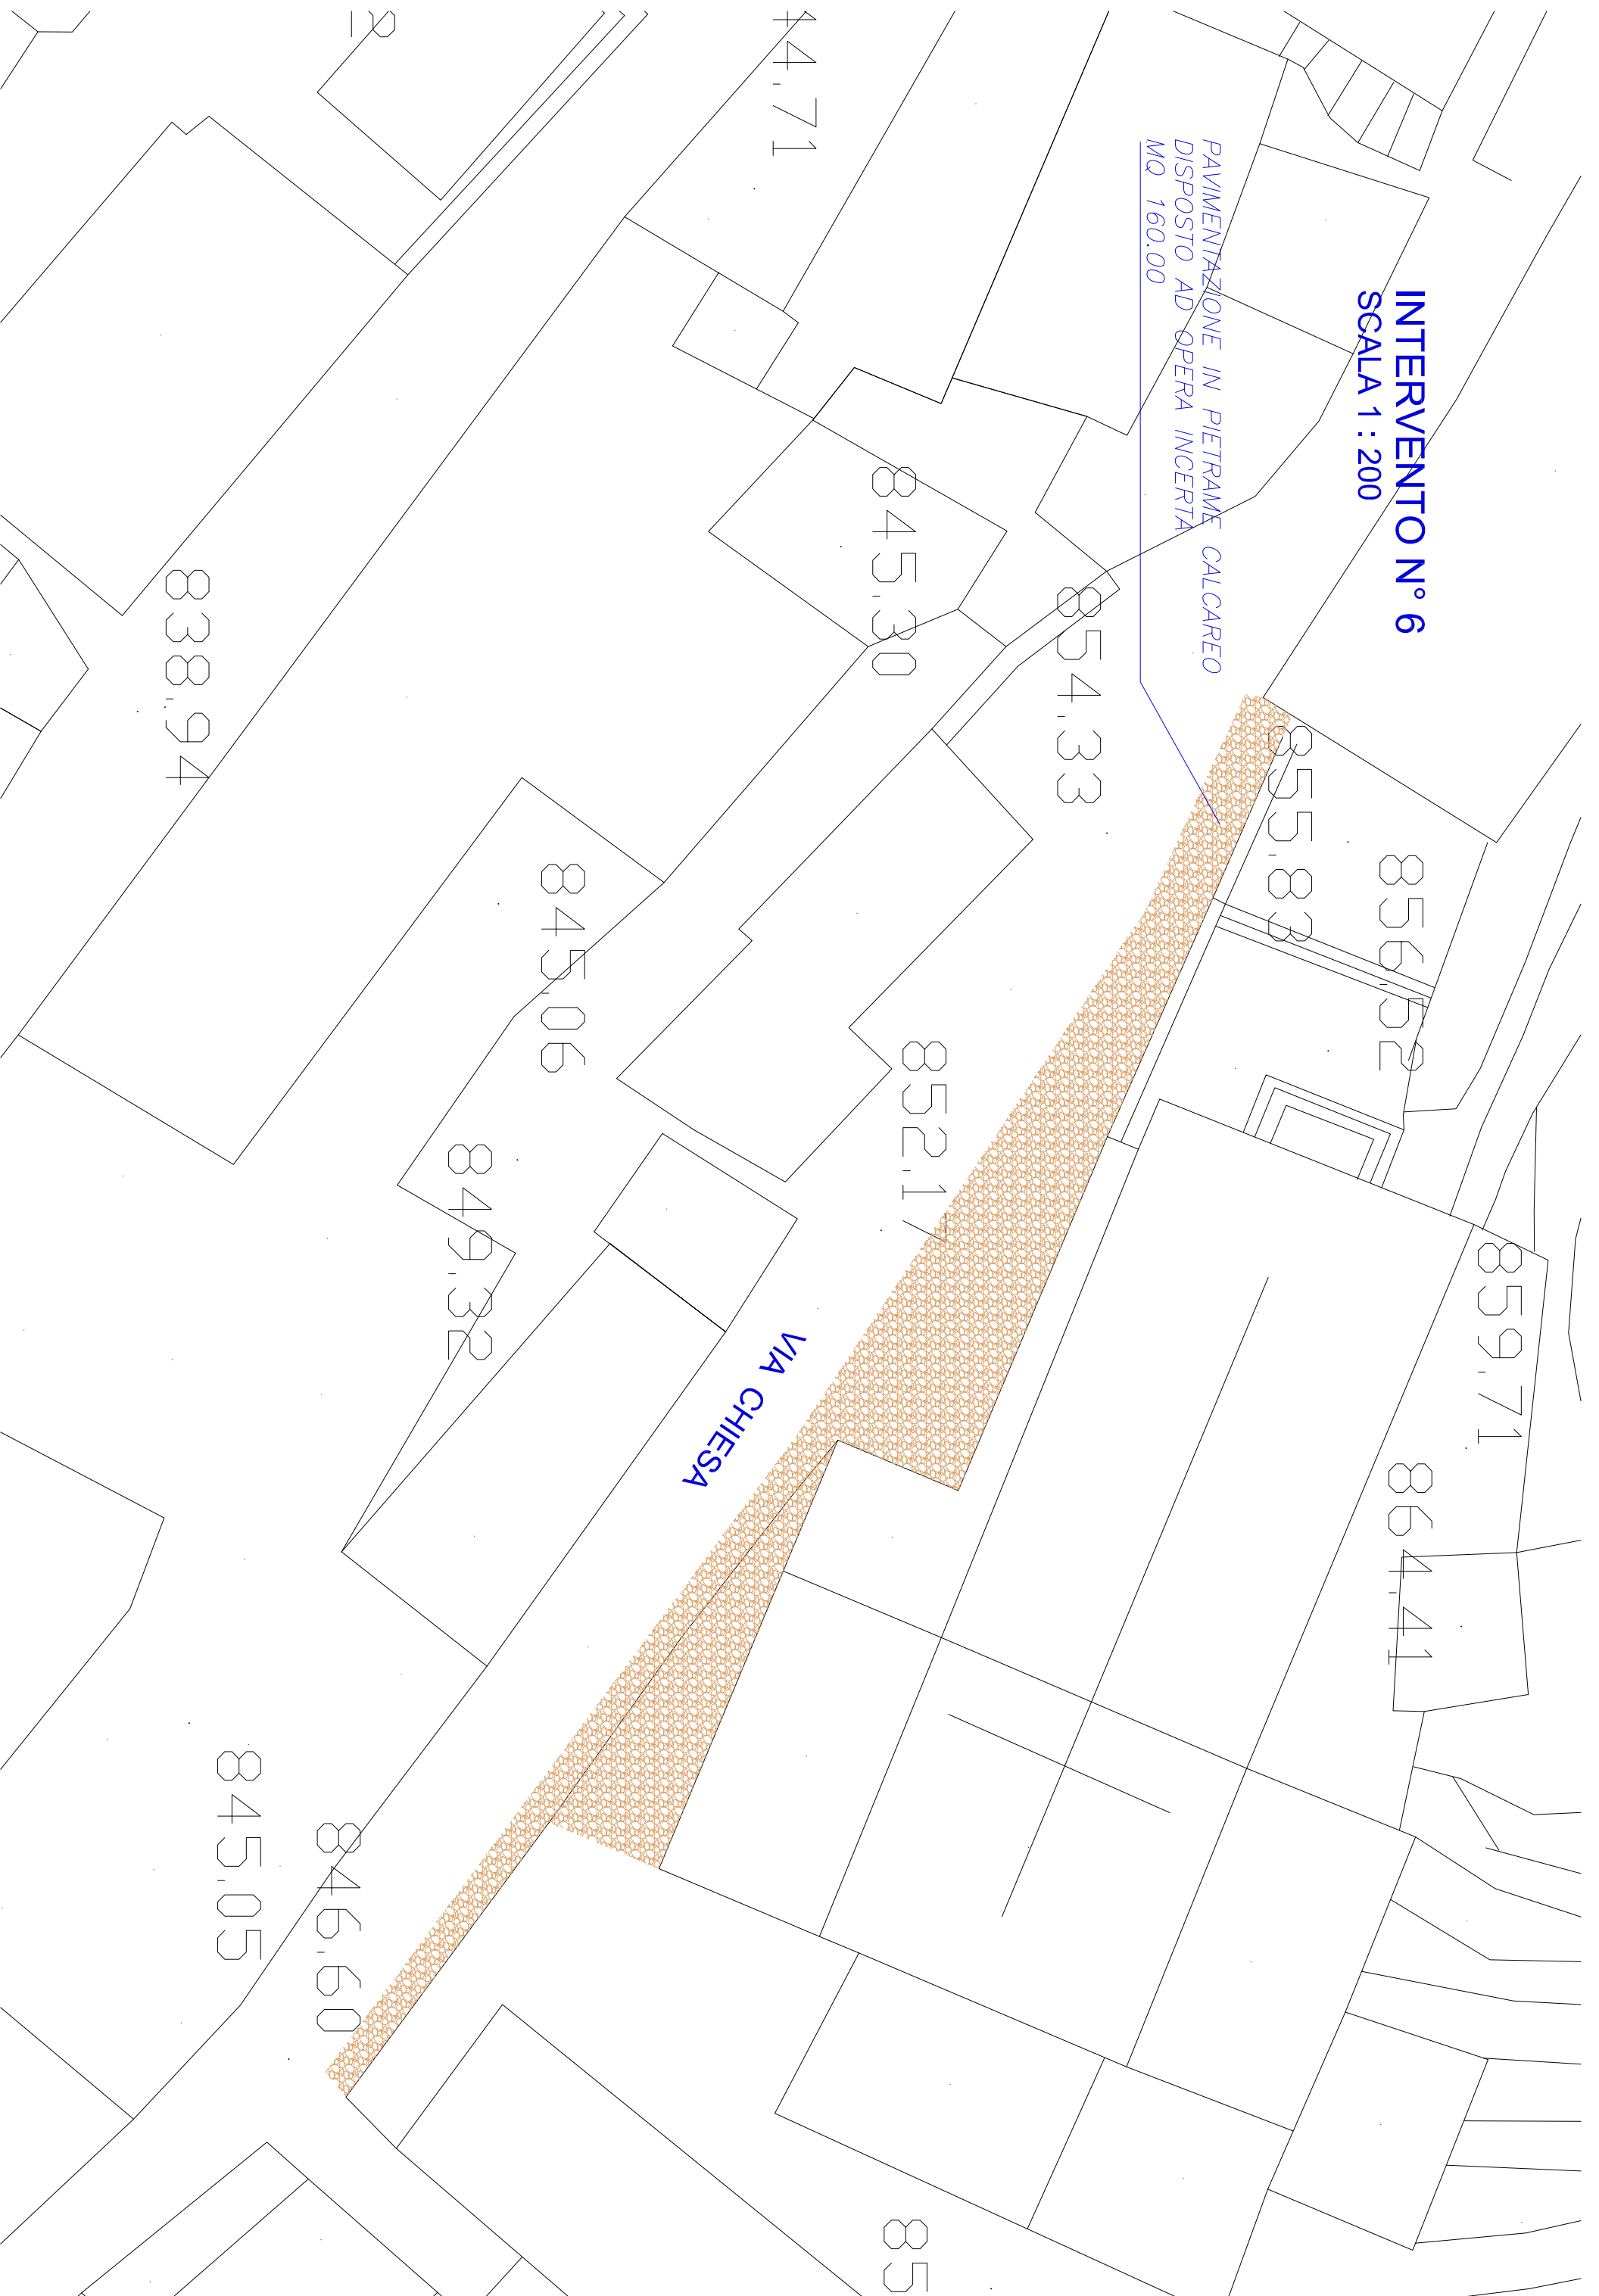 INTERVENTO N° 6
SCALA 1 : 200
PAVIMENTAZIONE IN PIETRAME CALCAREO
DISPOSTO AD OPERA INCERTA
MQ 160.00
859.71
864.41
856.52
855.83
854.33
852.17
845.30
VIA CHIESA
845.06
849.32
846.60
845.05
838.94
44.71
85